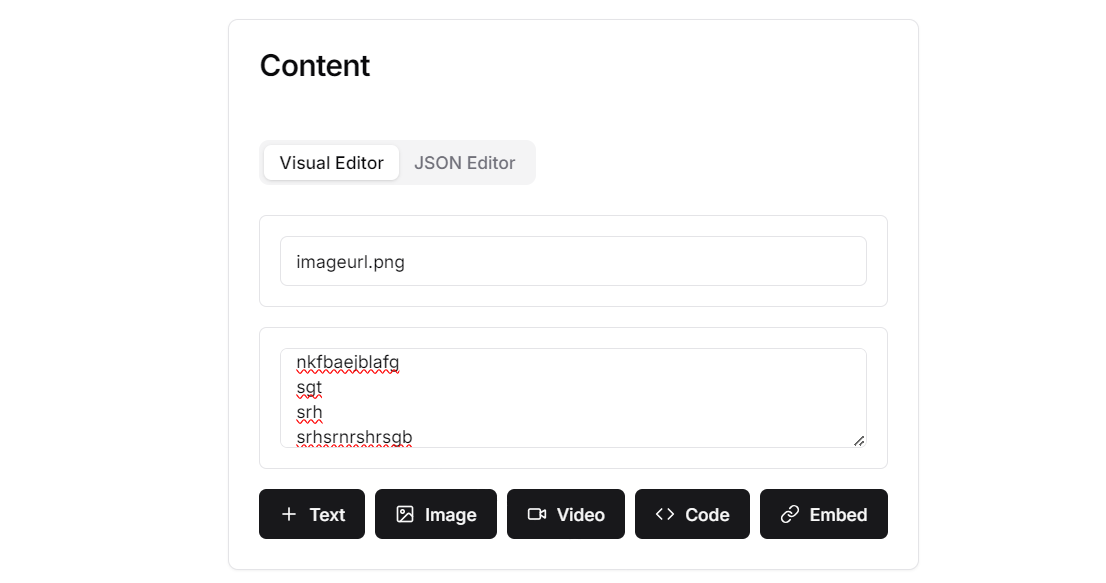 Content
Visual Editor JSON Editor
imageurl.png
nkfbaejblafg
sgt
srh
srhsrnrshrsgb
Text Image Video Code Embed